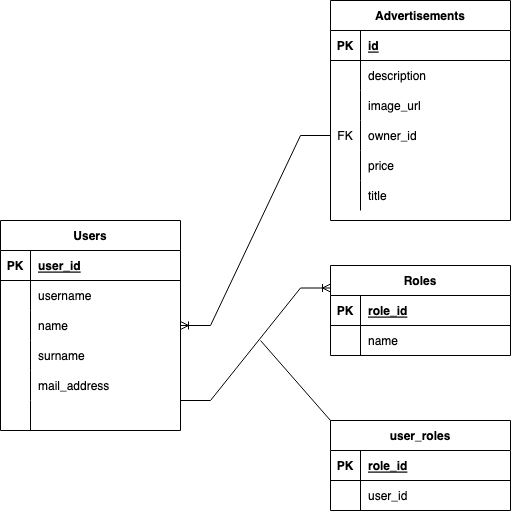 Advertisements
PK id
description
image_url
FK owner_id
price
title
Users
PK user_id
username
name
surname
mail_address
Roles
PK role_id
name
user_roles
PK role_id
user_id